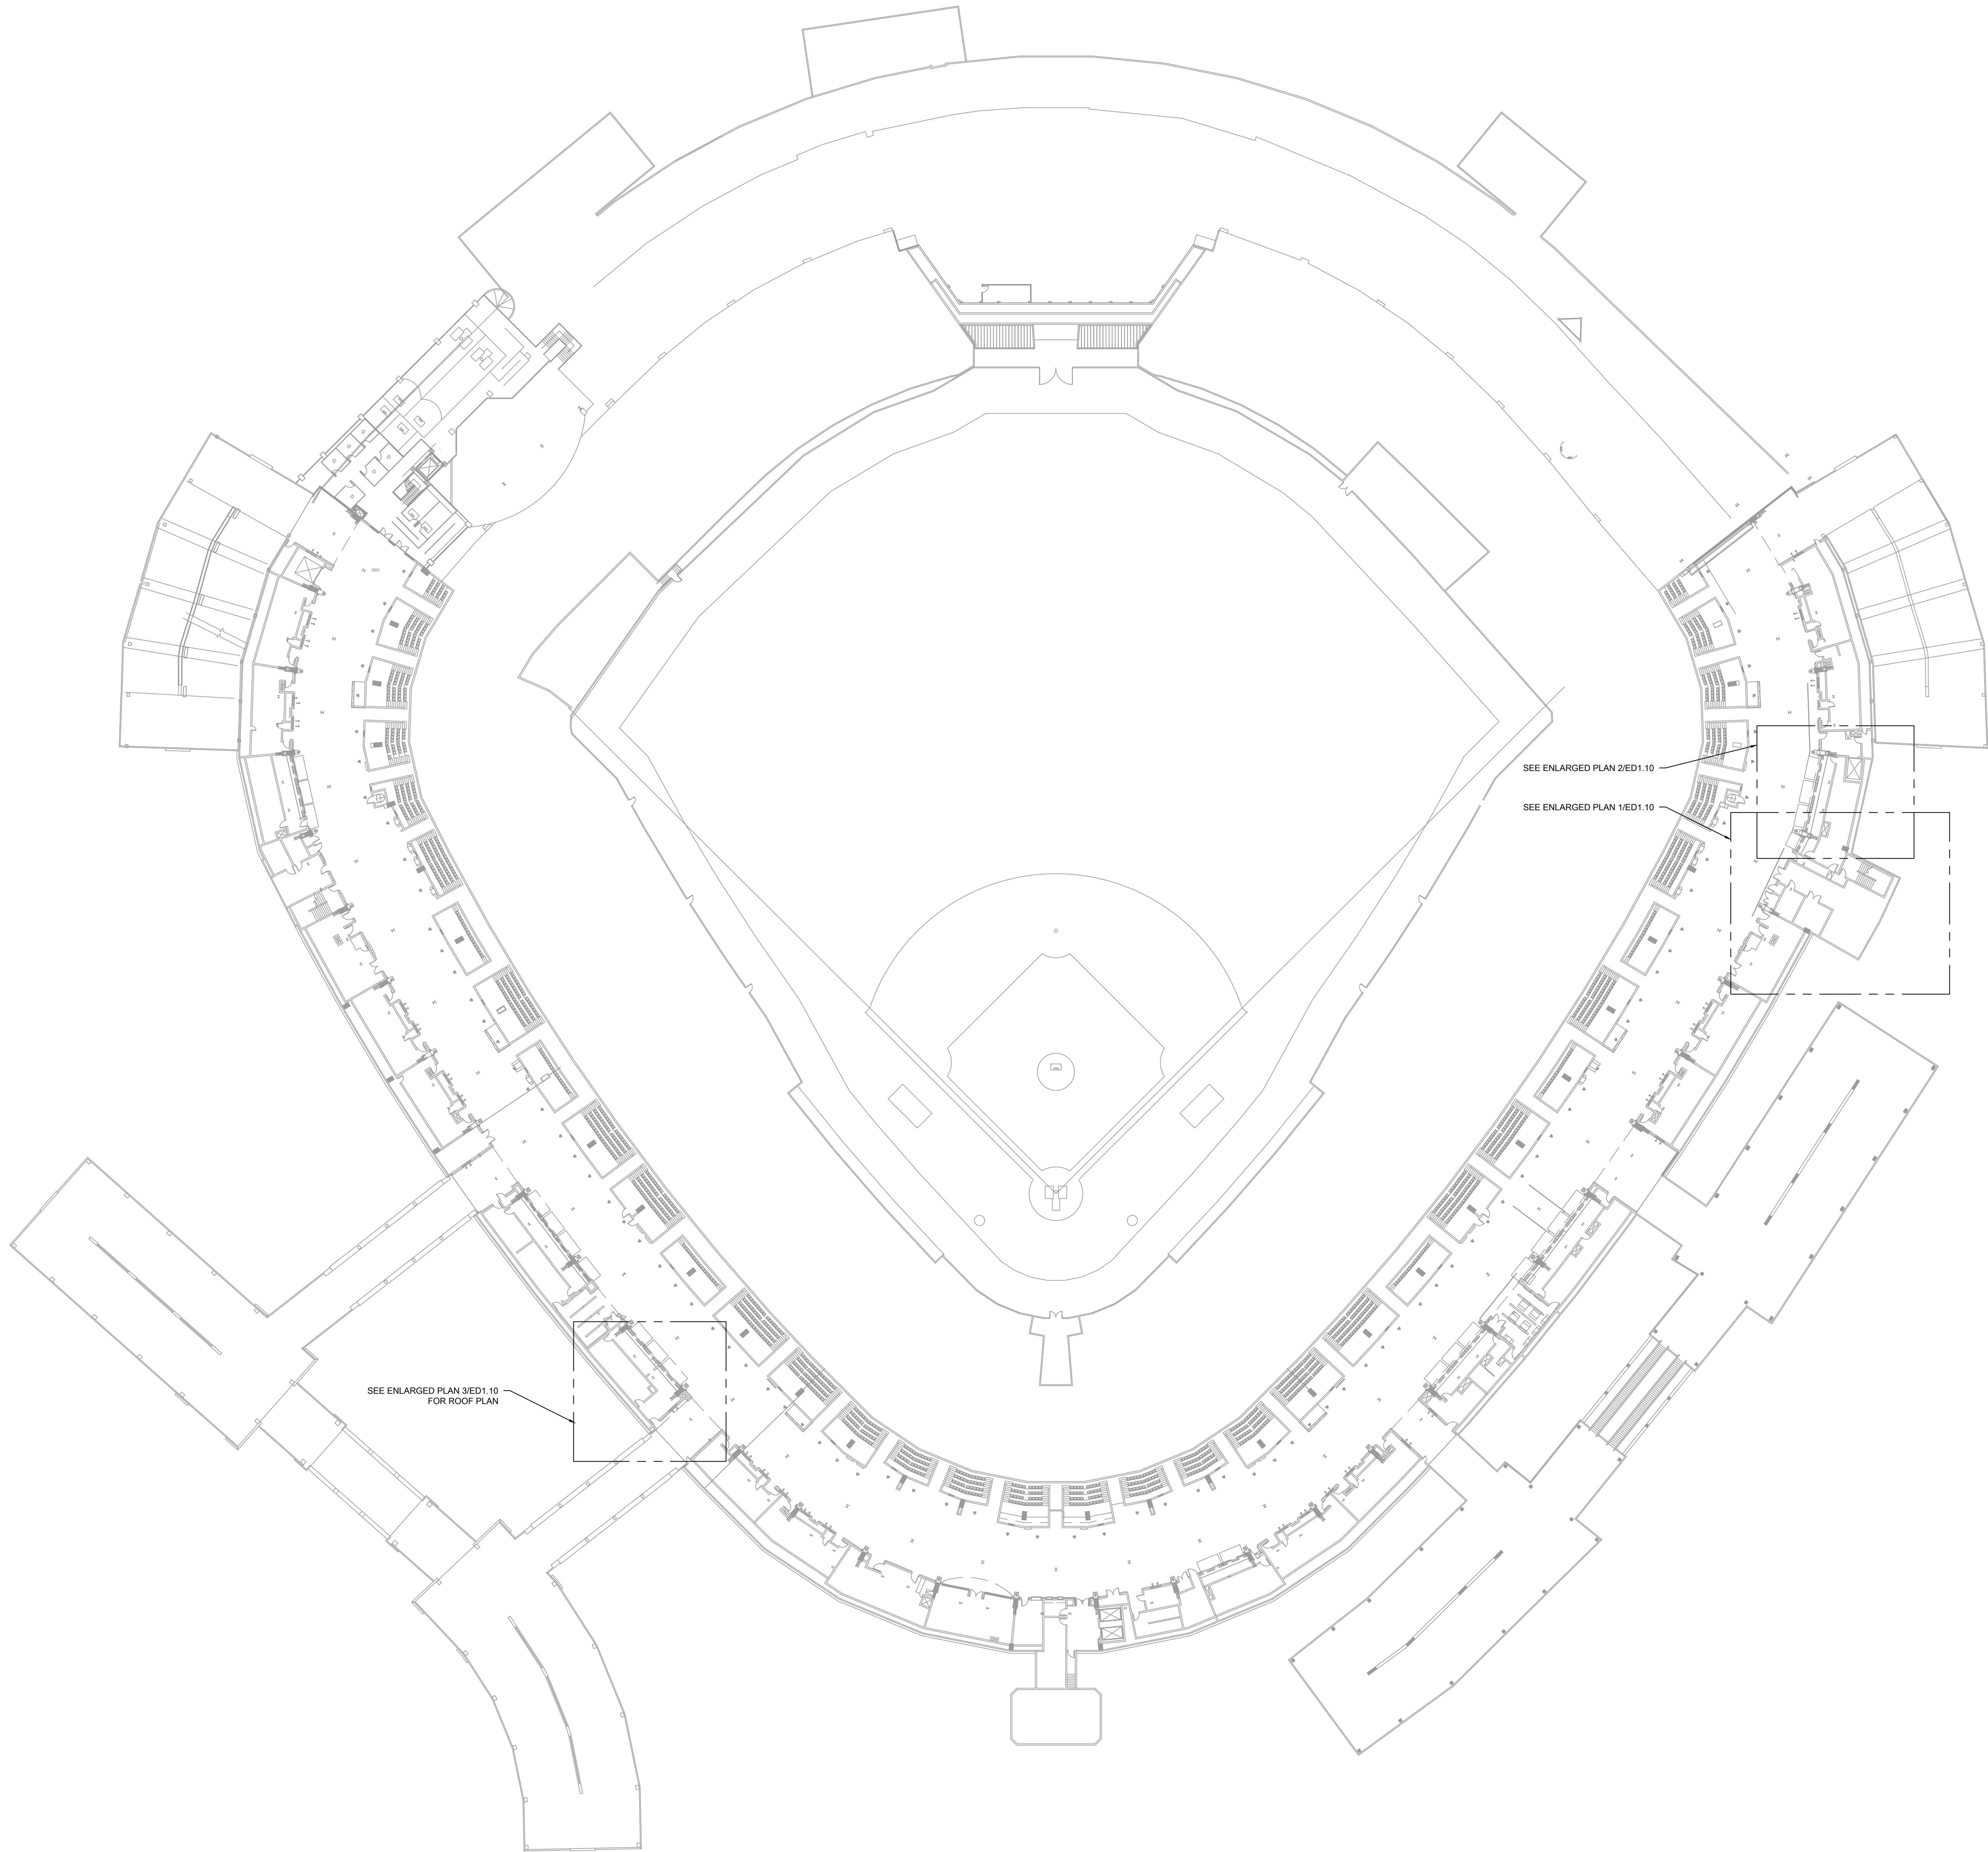 SEE ENLARGED PLAN 2/ED1.10
SEE ENLARGED PLAN 1/ED1.10
SEE ENLARGED PLAN 3/ED1.10
FOR ROOF PLAN